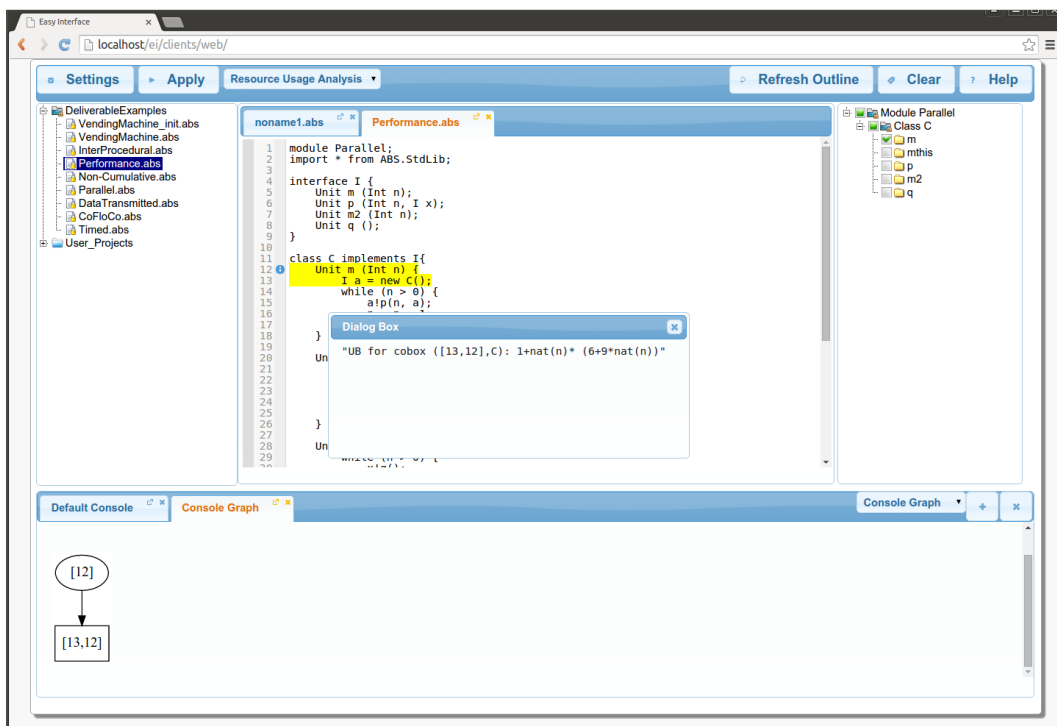 Easy Interface
localhost/ei/clients/web/
Settings
Apply
Resource Usage Analysis
Refresh Outline
Clear
? Help
DeliverableExamples
VendingMachine_init.abs
VendingMachine.abs
InterProcedural.abs
Performance.abs
Non-Cumulative.abs
Parallel.abs
DataTransmitted.abs
CoFloCo.abs
Timed.abs
User_Projects
noname1.abs
Performance.abs
1 module Parallel;
2 import * from ABS.StdLib;
3
4 interface I {
5 Unit m (Int n);
6 Unit p (Int n, I x);
7 Unit m2 (Int n);
8 Unit q ();
9 }
10
11 class C implements I{
12 Unit m (Int n) {
13 I a = new C();
14 while (n > 0) {
15 a!p(n, a);
16
17
18 }
19
20 Un
21
22
23
24
25
26 }
27
28 Un
29 while (n > 0) {
30 x!q();
Dialog Box
"UB for cobox ([13,12],C): 1+nat(n)* (6+9*nat(n))"
Module Parallel
Class C
m
mthis
p
m2
q
Default Console
Console Graph
Console Graph
[12]
[13,12]